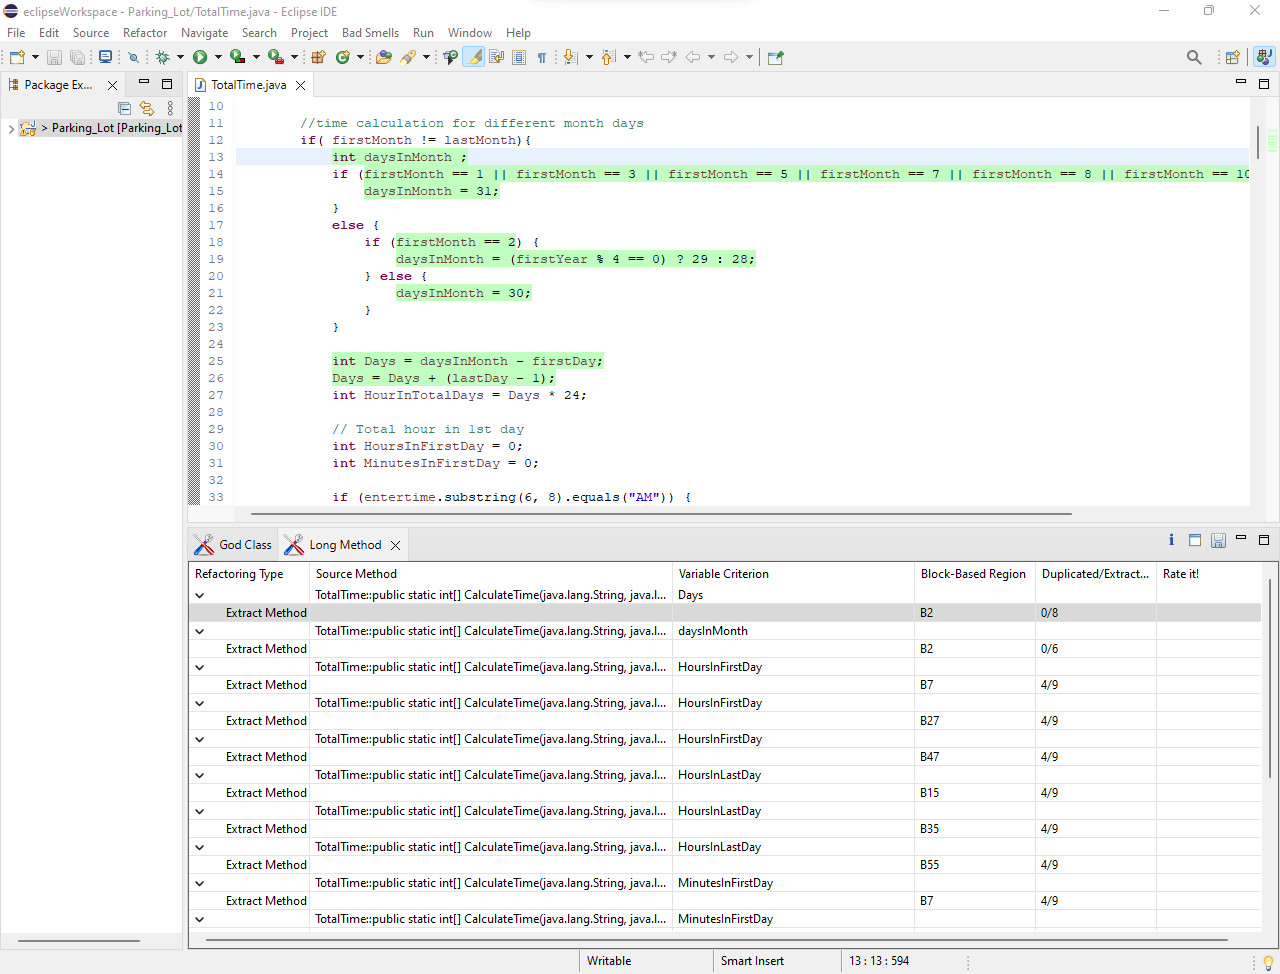 eclipseWorkspace - Parking_Lot/TotalTime.java - Eclipse IDE
File Edit Source Refactor Navigate Search Project Bad Smells Run Window Help
Package Ex...
> Parking_Lot [Parking_Lot
TotalTime.java
10
11 //time calculation for different month days
12 if( firstMonth != lastMonth){
13 int daysInMonth ;
14 if (firstMonth == 1 || firstMonth == 3 || firstMonth == 5 || firstMonth == 7 || firstMonth == 8 || firstMonth == 10
15 daysInMonth = 31;
16 }
17 else {
18 if (firstMonth == 2) {
19 daysInMonth = (firstYear % 4 == 0) ? 29 : 28;
20 } else {
21 daysInMonth = 30;
22 }
23 }
24
25 int Days = daysInMonth - firstDay;
26 Days = Days + (lastDay - 1);
27 int HourInTotalDays = Days * 24;
28
29 // Total hour in 1st day
30 int HoursInFirstDay = 0;
31 int MinutesInFirstDay = 0;
32
33 if (entertime.substring(6, 8).equals("AM")) {
God Class Long Method
Refactoring Type Source Method Variable Criterion Block-Based Region Duplicated/Extract... Rate it!
TotalTime::public static int[] CalculateTime(java.lang.String, java.l... Days
Extract Method B2 0/8
TotalTime::public static int[] CalculateTime(java.lang.String, java.l... daysInMonth
Extract Method B2 0/6
TotalTime::public static int[] CalculateTime(java.lang.String, java.l... HoursInFirstDay
Extract Method B7 4/9
TotalTime::public static int[] CalculateTime(java.lang.String, java.l... HoursInFirstDay
Extract Method B27 4/9
TotalTime::public static int[] CalculateTime(java.lang.String, java.l... HoursInFirstDay
Extract Method B47 4/9
TotalTime::public static int[] CalculateTime(java.lang.String, java.l... HoursInLastDay
Extract Method B15 4/9
TotalTime::public static int[] CalculateTime(java.lang.String, java.l... HoursInLastDay
Extract Method B35 4/9
TotalTime::public static int[] CalculateTime(java.lang.String, java.l... HoursInLastDay
Extract Method B55 4/9
TotalTime::public static int[] CalculateTime(java.lang.String, java.l... MinutesInFirstDay
Extract Method B7 4/9
TotalTime::public static int[] CalculateTime(java.lang.String, java.l... MinutesInFirstDay
Writable Smart Insert 13 : 13 : 594